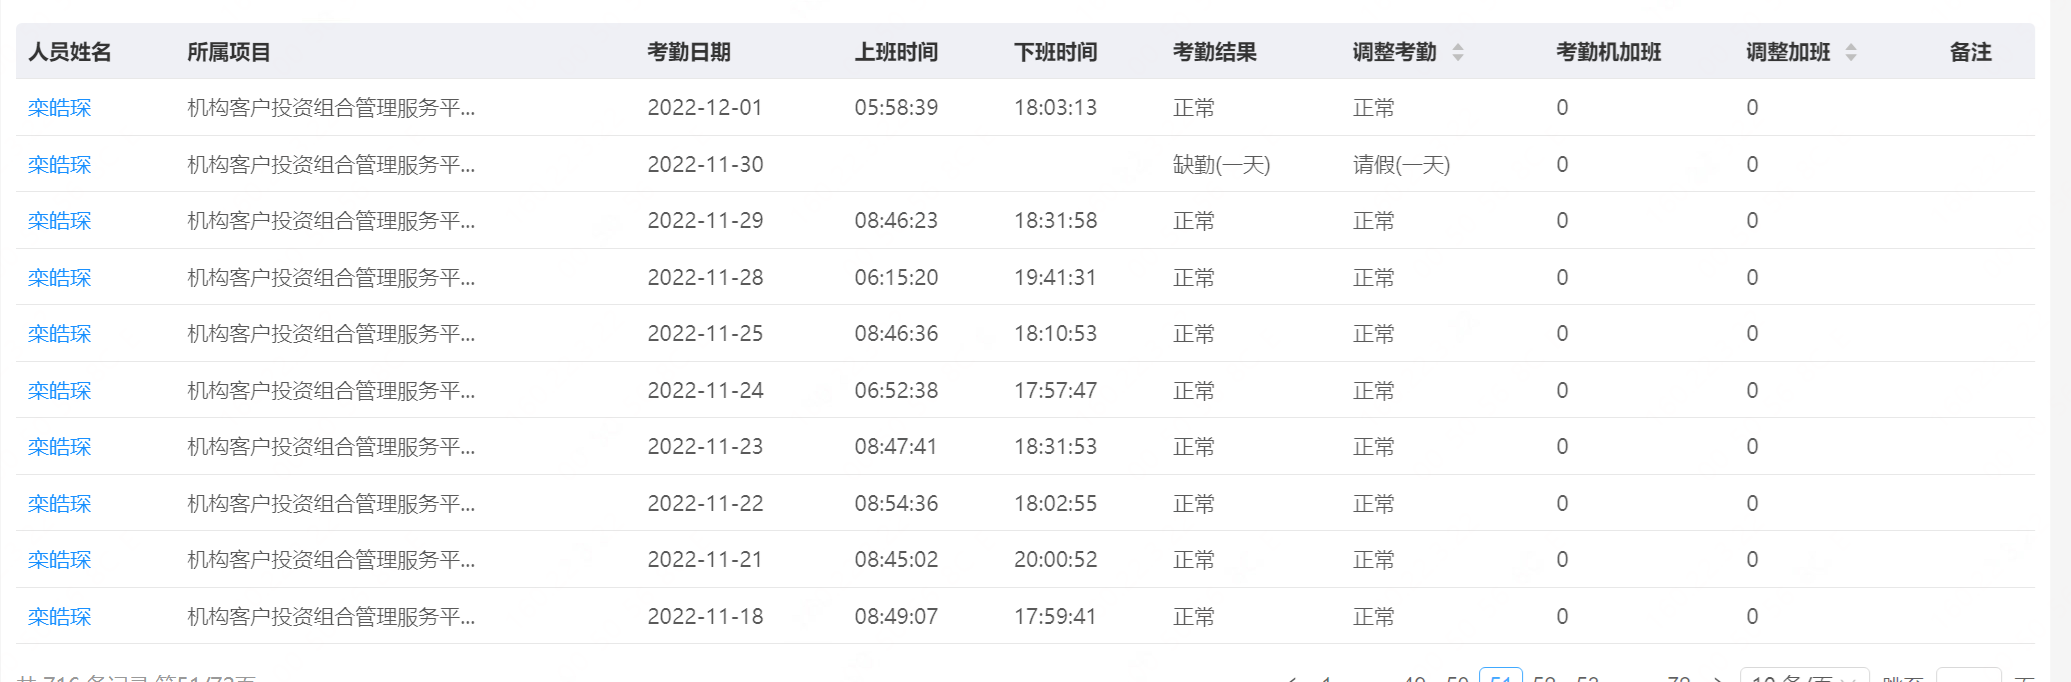 人员姓名 所属项目 考勤日期 上班时间 下班时间 考勤结果 调整考勤 考勤机加班 调整加班 备注
栾皓琛 机构客户投资组合管理服务平... 2022-12-01 05:58:39 18:03:13 正常 正常 0 0
栾皓琛 机构客户投资组合管理服务平... 2022-11-30 缺勤(一天) 请假(一天) 0 0
栾皓琛 机构客户投资组合管理服务平... 2022-11-29 08:46:23 18:31:58 正常 正常 0 0
栾皓琛 机构客户投资组合管理服务平... 2022-11-28 06:15:20 19:41:31 正常 正常 0 0
栾皓琛 机构客户投资组合管理服务平... 2022-11-25 08:46:36 18:10:53 正常 正常 0 0
栾皓琛 机构客户投资组合管理服务平... 2022-11-24 06:52:38 17:57:47 正常 正常 0 0
栾皓琛 机构客户投资组合管理服务平... 2022-11-23 08:47:41 18:31:53 正常 正常 0 0
栾皓琛 机构客户投资组合管理服务平... 2022-11-22 08:54:36 18:02:55 正常 正常 0 0
栾皓琛 机构客户投资组合管理服务平... 2022-11-21 08:45:02 20:00:52 正常 正常 0 0
栾皓琛 机构客户投资组合管理服务平... 2022-11-18 08:49:07 17:59:41 正常 正常 0 0